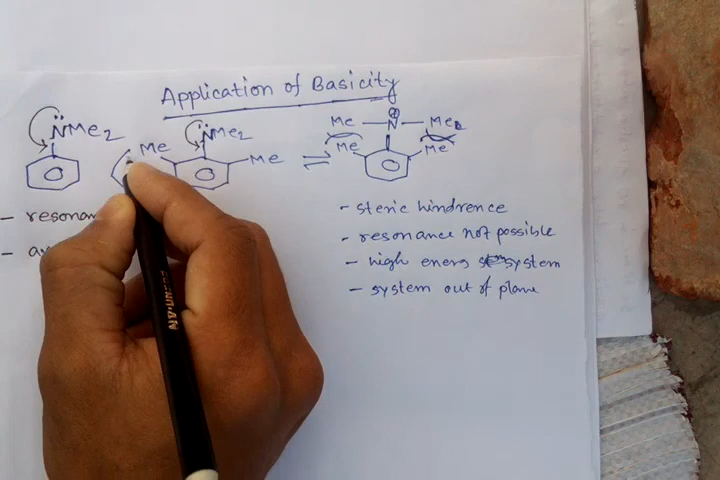 Application of Basicity
NMe2
NMe2
Me
Me
Me
N
Me
Me
Me
- resonan
- steric hindrence
- resonance not possible
- high energ system
- system out of plane